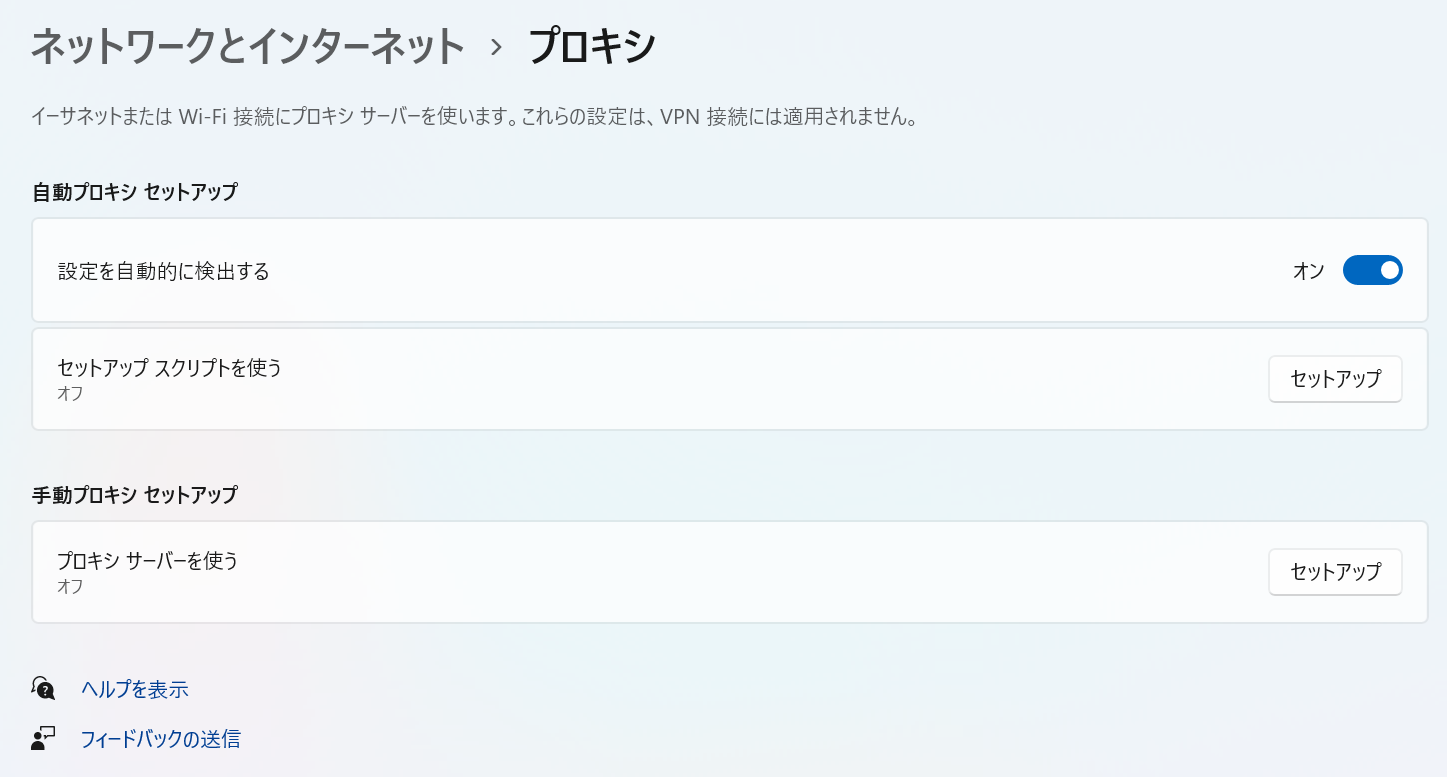 ネットワークとインターネット › プロキシ
イーサネットまたは Wi-Fi 接続にプロキシ サーバーを使います。これらの設定は、VPN 接続には適用されません。
自動プロキシ セットアップ
設定を自動的に検出する オン
セットアップ スクリプトを使う
オフ
セットアップ
手動プロキシ セットアップ
プロキシ サーバーを使う
オフ
セットアップ
ヘルプを表示
フィードバックの送信